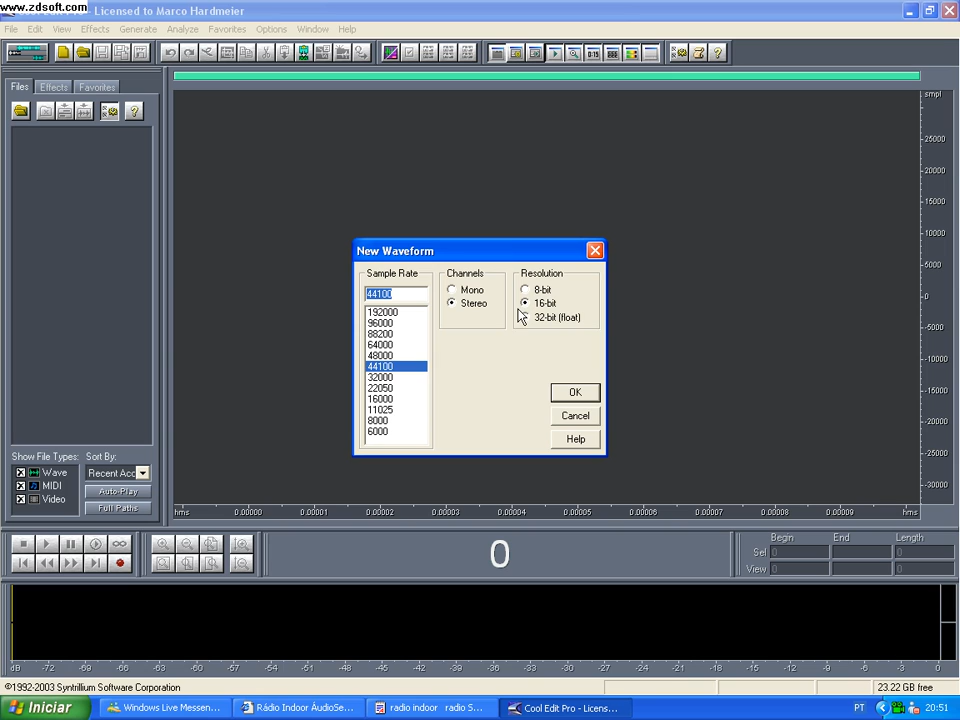 www.zdsoft.com
- Licensed to Marco Hardmeier
File Edit View Effects Generate Analyze Favorites Options Window Help
Files Effects Favorites
smpl
New Waveform
Sample Rate
44100
192000
96000
88200
64000
48000
44100
32000
22050
16000
11025
8000
6000
Channels
Mono
Stereo
Resolution
8-bit
16-bit
32-bit (float)
OK
Cancel
Help
25000
20000
15000
10000
5000
0
-5000
-10000
-15000
-20000
-25000
-30000
Show File Types:
Wave
MIDI
Video
Sort By:
Recent Acc
Auto-Play
Full Paths
hms 0.00000 0.00001 0.00002 0.00003 0.00004 0.00005 0.00006 0.00007 0.00008 0.00009 hms
0
Begin End Length
Sel 0 0
View 0 0
dB -72 -69 -66 -63 -60 -57 -54 -51 -48 -45 -42 -39 -36 -33 -30 -27 -24 -21 -18 -15 -12 -9 -6 -3 0
©1992-2003 Syntrillium Software Corporation
23.22 GB free
Iniciar
Windows Live Messen...
Rádio Indoor ÁudioSe...
radio indoor radio S...
Cool Edit Pro - Licens...
PT
20:51